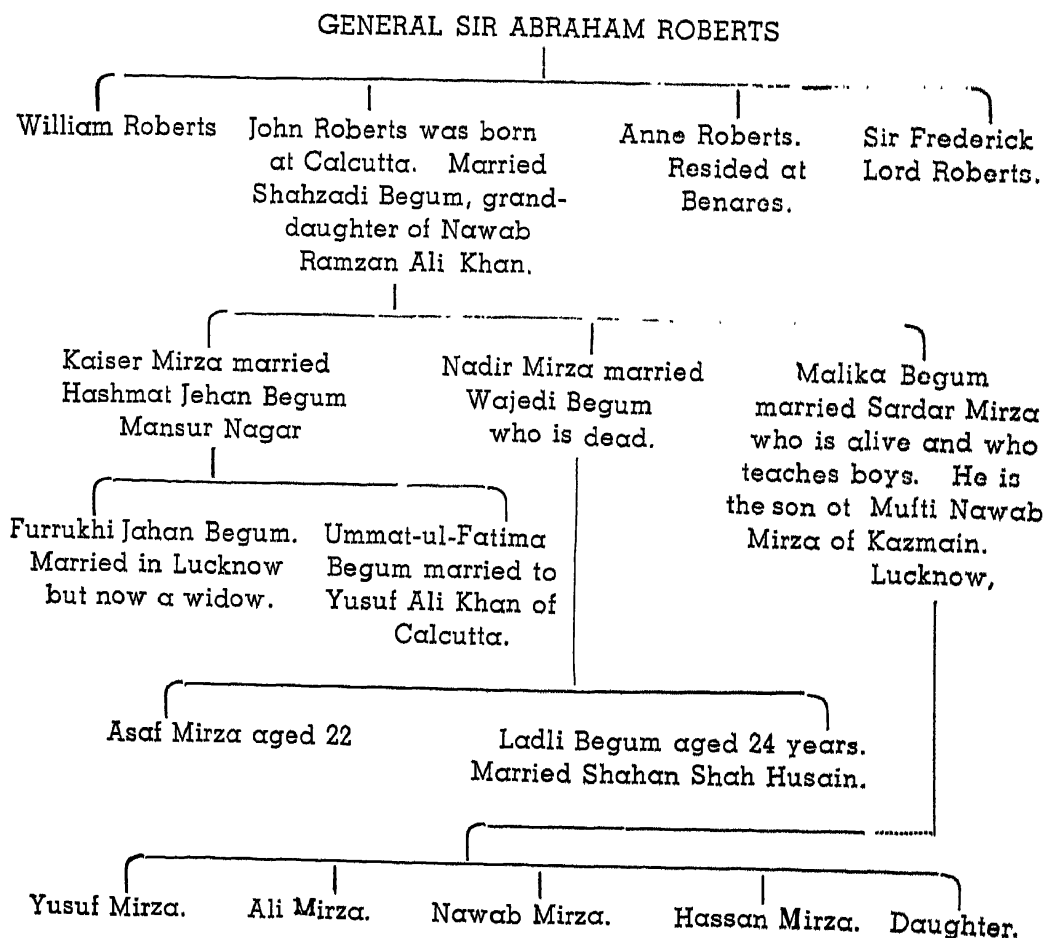 GENERAL SIR ABRAHAM ROBERTS
William Roberts
John Roberts was born
at Calcutta. Married
Shahzadi Begum, grand-
daughter of Nawab
Ramzan Ali Khan.
Anne Roberts.
Resided at
Benares.
Sir Frederick
Lord Roberts.
Kaiser Mirza married
Hashmat Jehan Begum
Mansur Nagar
Nadir Mirza married
Wajedi Begum
who is dead.
Malika Begum
married Sardar Mirza
who is alive and who
teaches boys. He is
the son ot Mufti Nawab
Mirza of Kazmain.
Lucknow,
Furrukhi Jahan Begum.
Married in Lucknow
but now a widow.
Ummat-ul-Fatima
Begum married to
Yusuf Ali Khan of
Calcutta.
Asaf Mirza aged 22
Ladli Begum aged 24 years.
Married Shahan Shah Husain.
Yusuf Mirza.
Ali Mirza.
Nawab Mirza.
Hassan Mirza.
Daughter.